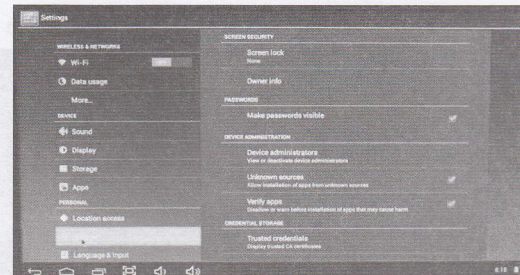 Settings
WIRELESS & NETWORKS
Wi-Fi
Data usage
More...
DEVICE
Sound
Display
Storage
Apps
PERSONAL
Location access
Language & input
SCREEN SECURITY
Screen lock
None
Owner info
PASSWORDS
Make passwords visible
DEVICE ADMINISTRATION
Device administrators
View or deactivate device administrators
Unknown sources
Allow installation of apps from unknown sources
Verify apps
Disallow or warn before installation of apps that may cause harm
CREDENTIAL STORAGE
Trusted credentials
Display trusted CA certificates